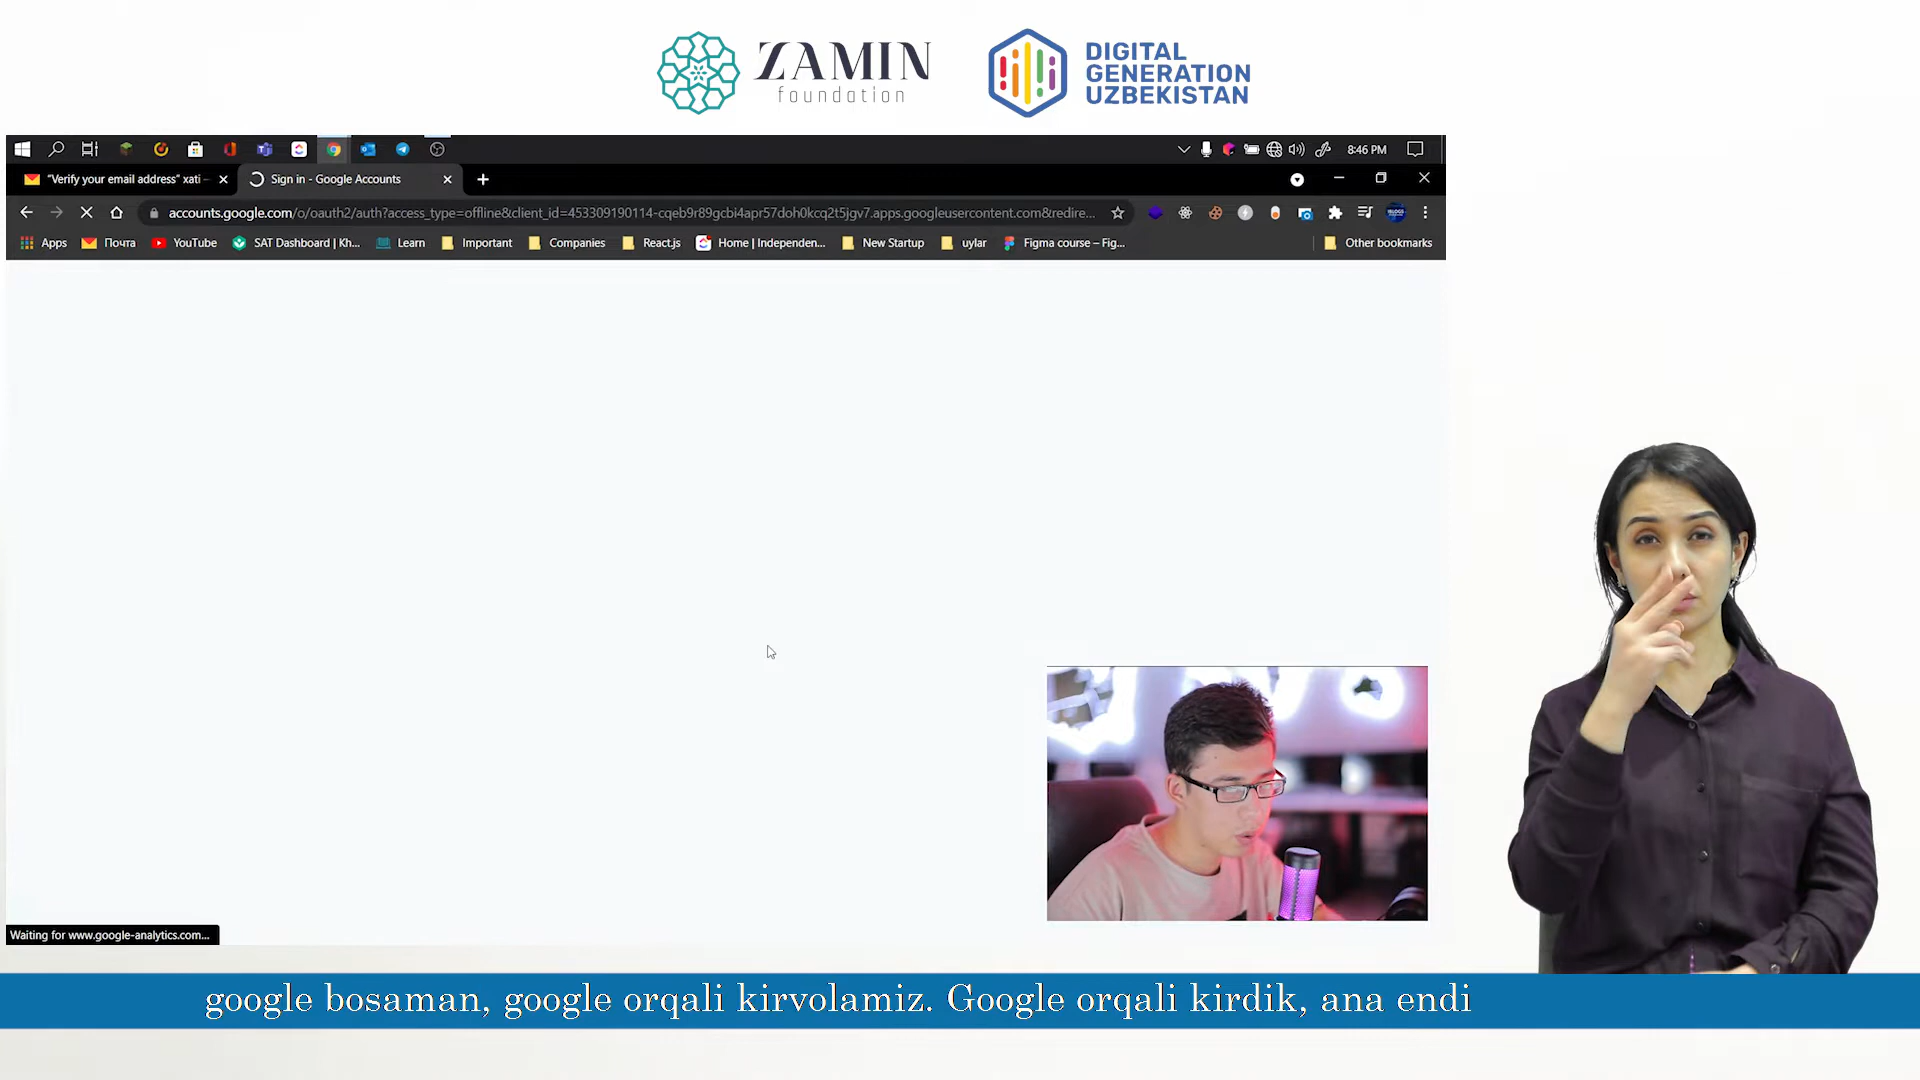 ZAMIN
foundation
DIGITAL
GENERATION
UZBEKISTAN
8:46 PM
"Verify your email address" xati –
Sign in - Google Accounts
accounts.google.com/o/oauth2/auth?access_type=offline&client_id=453309190114-cqeb9r89gcbi4apr57doh0kcq2t5jgv7.apps.googleusercontent.com&redire...
Apps
Почта
YouTube
SAT Dashboard | Kh...
Learn
Important
Companies
React.js
Home | Independen...
New Startup
uylar
Figma course – Fig...
Other bookmarks
Waiting for www.google-analytics.com...
google bosaman, google orqali kirvolamiz. Google orqali kirdik, ana endi